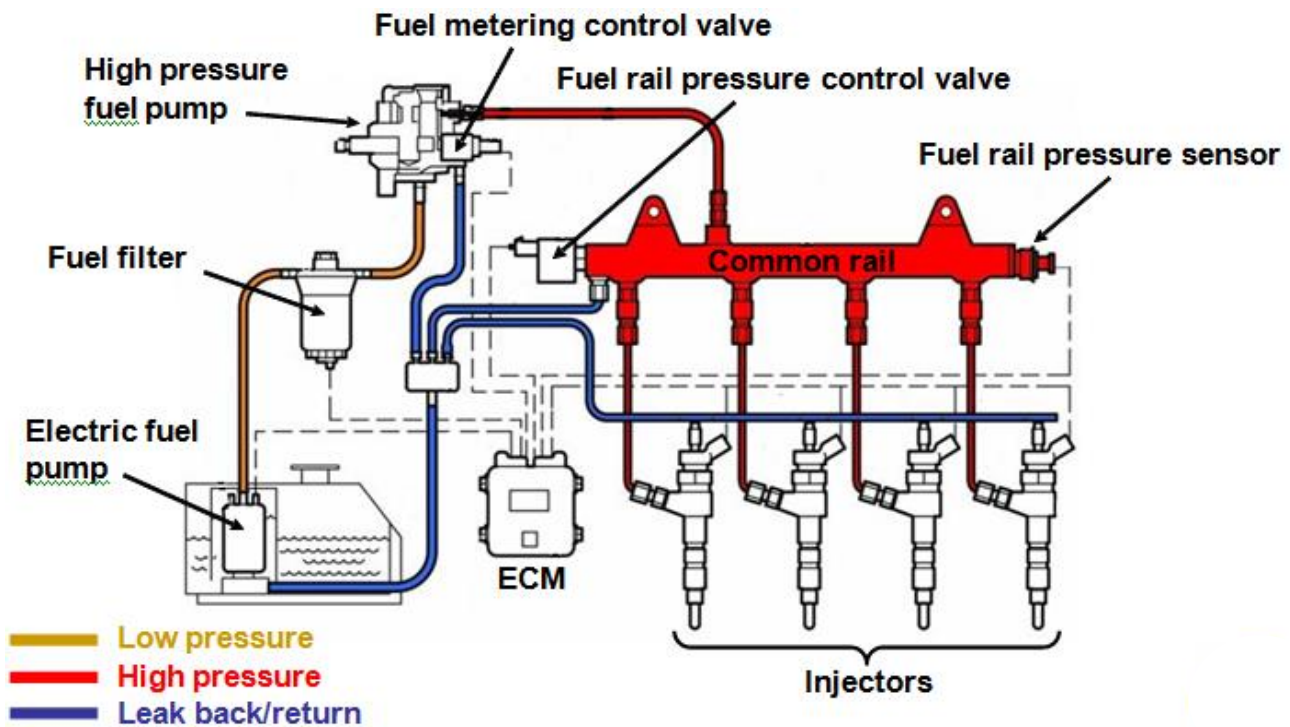 Fuel metering control valve
High pressure
fuel pump
Fuel rail pressure control valve
Fuel rail pressure sensor
Fuel filter
Common rail
Electric fuel
pump
ECM
Low pressure
High pressure
Leak back/return
Injectors